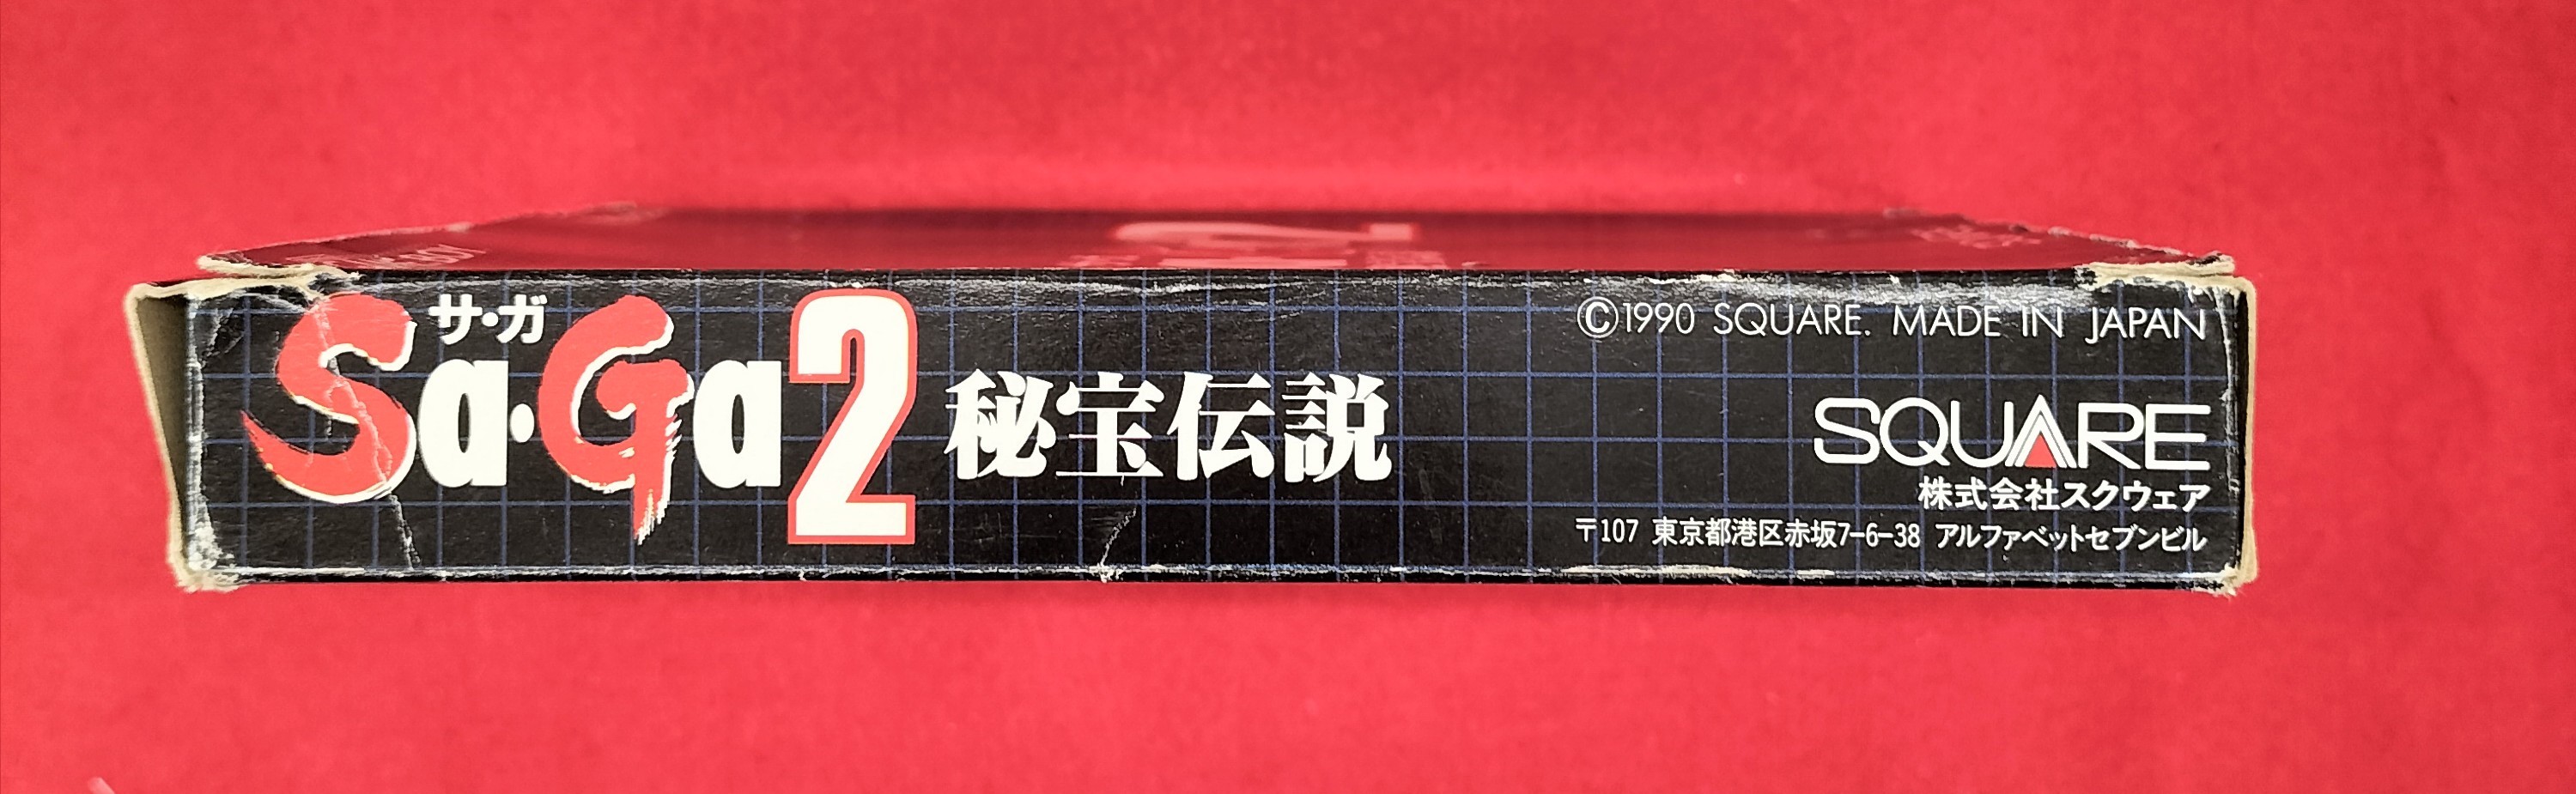 サ・ガ
Sa・Ga2 秘宝伝説
©1990 SQUARE. MADE IN JAPAN
SQUARE
株式会社スクウェア
〒107 東京都港区赤坂7-6-38 アルファベットセブンビル